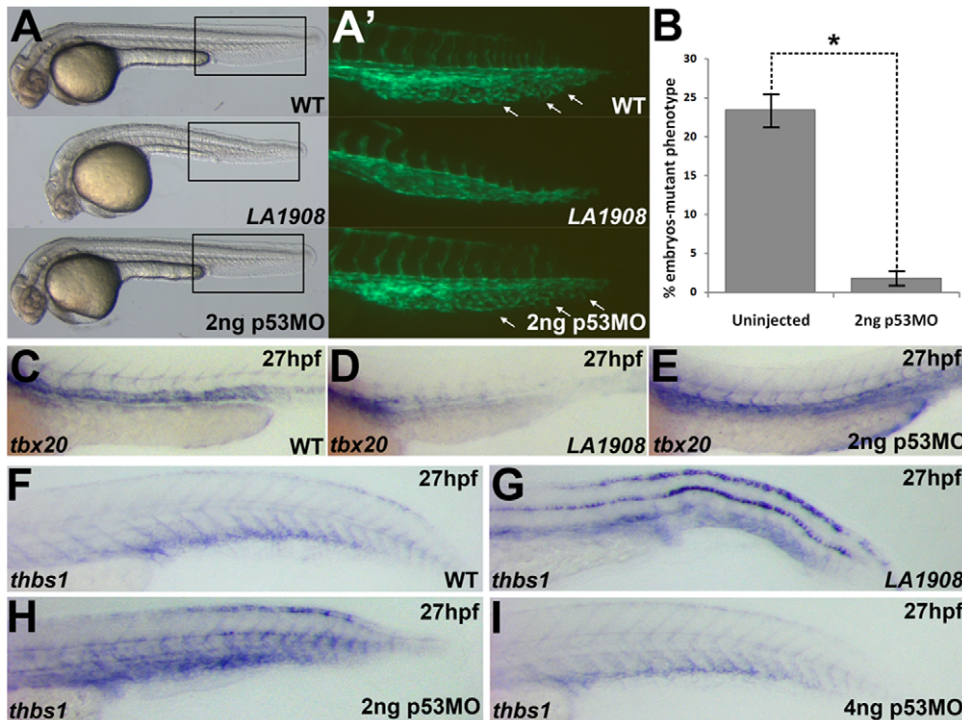 A
WT
LA1908
2ng p53MO
A’
WT
LA1908
2ng p53MO
B
*
% embryos-mutant phenotype
30
25
20
15
10
5
0
Uninjected
2ng p53MO
C
27hpf
tbx20
WT
D
27hpf
tbx20
LA1908
E
27hpf
tbx20
2ng p53MO
F
27hpf
thbs1
WT
G
27hpf
thbs1
LA1908
H
27hpf
thbs1
2ng p53MO
I
27hpf
thbs1
4ng p53MO